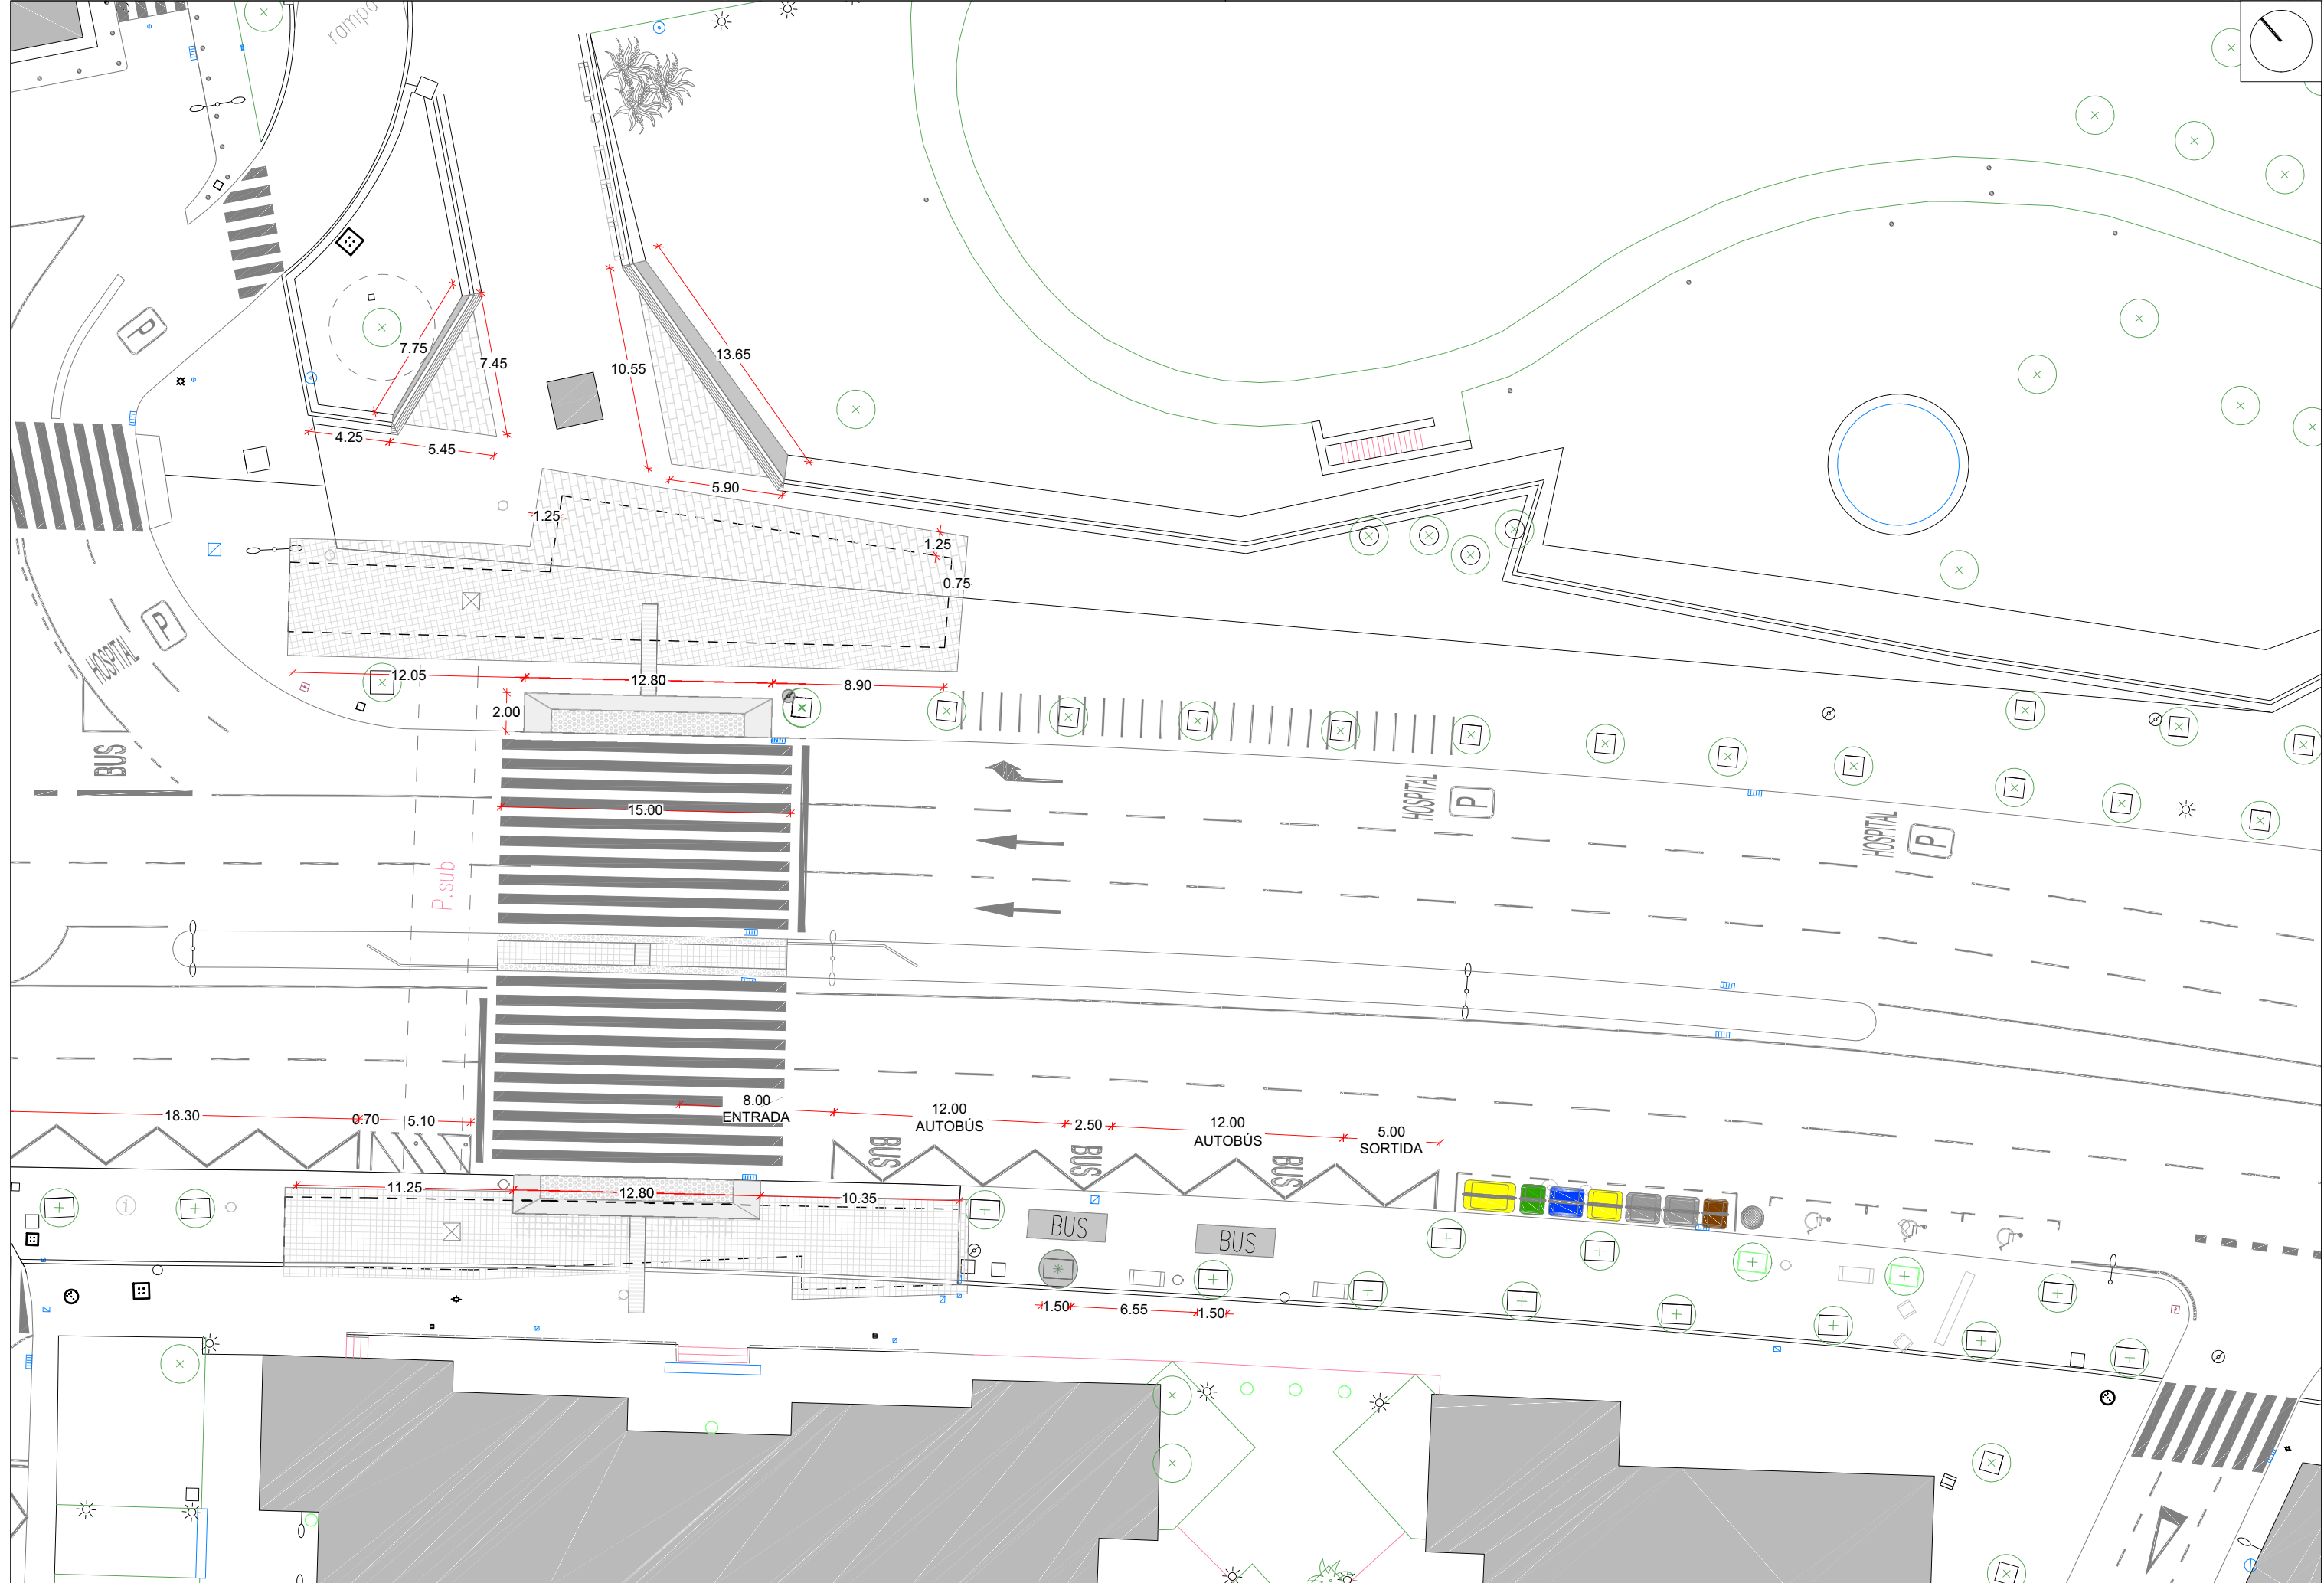 rampa
P
7.75
7.45
13.65
10.55
4.25
5.45
5.90
1.25
1.25
0.75
P
HOSPITAL
12.05
12.80
8.90
2.00
BUS
15.00
HOSPITAL
P
HOSPITAL
P
P.sub
18.30
0.70
5.10
8.00
ENTRADA
12.00
AUTOBÚS
2.50
12.00
AUTOBÚS
5.00
SORTIDA
BUS
BUS
BUS
11.25
12.80
10.35
i
BUS
BUS
1.50
6.55
1.50